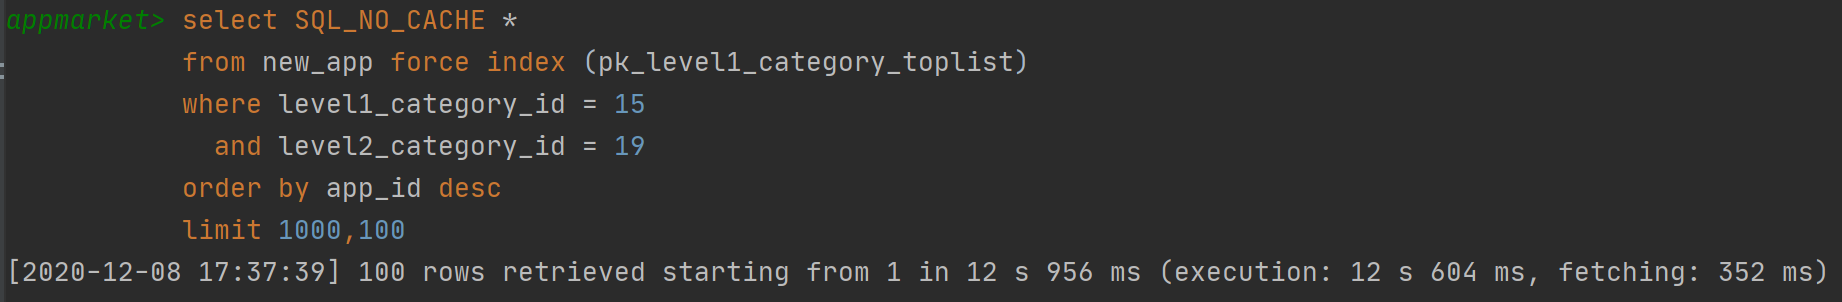 appmarket> select SQL_NO_CACHE *
from new_app force index (pk_level1_category_toplist)
where level1_category_id = 15
and level2_category_id = 19
order by app_id desc
limit 1000,100
[2020-12-08 17:37:39] 100 rows retrieved starting from 1 in 12 s 956 ms (execution: 12 s 604 ms, fetching: 352 ms)